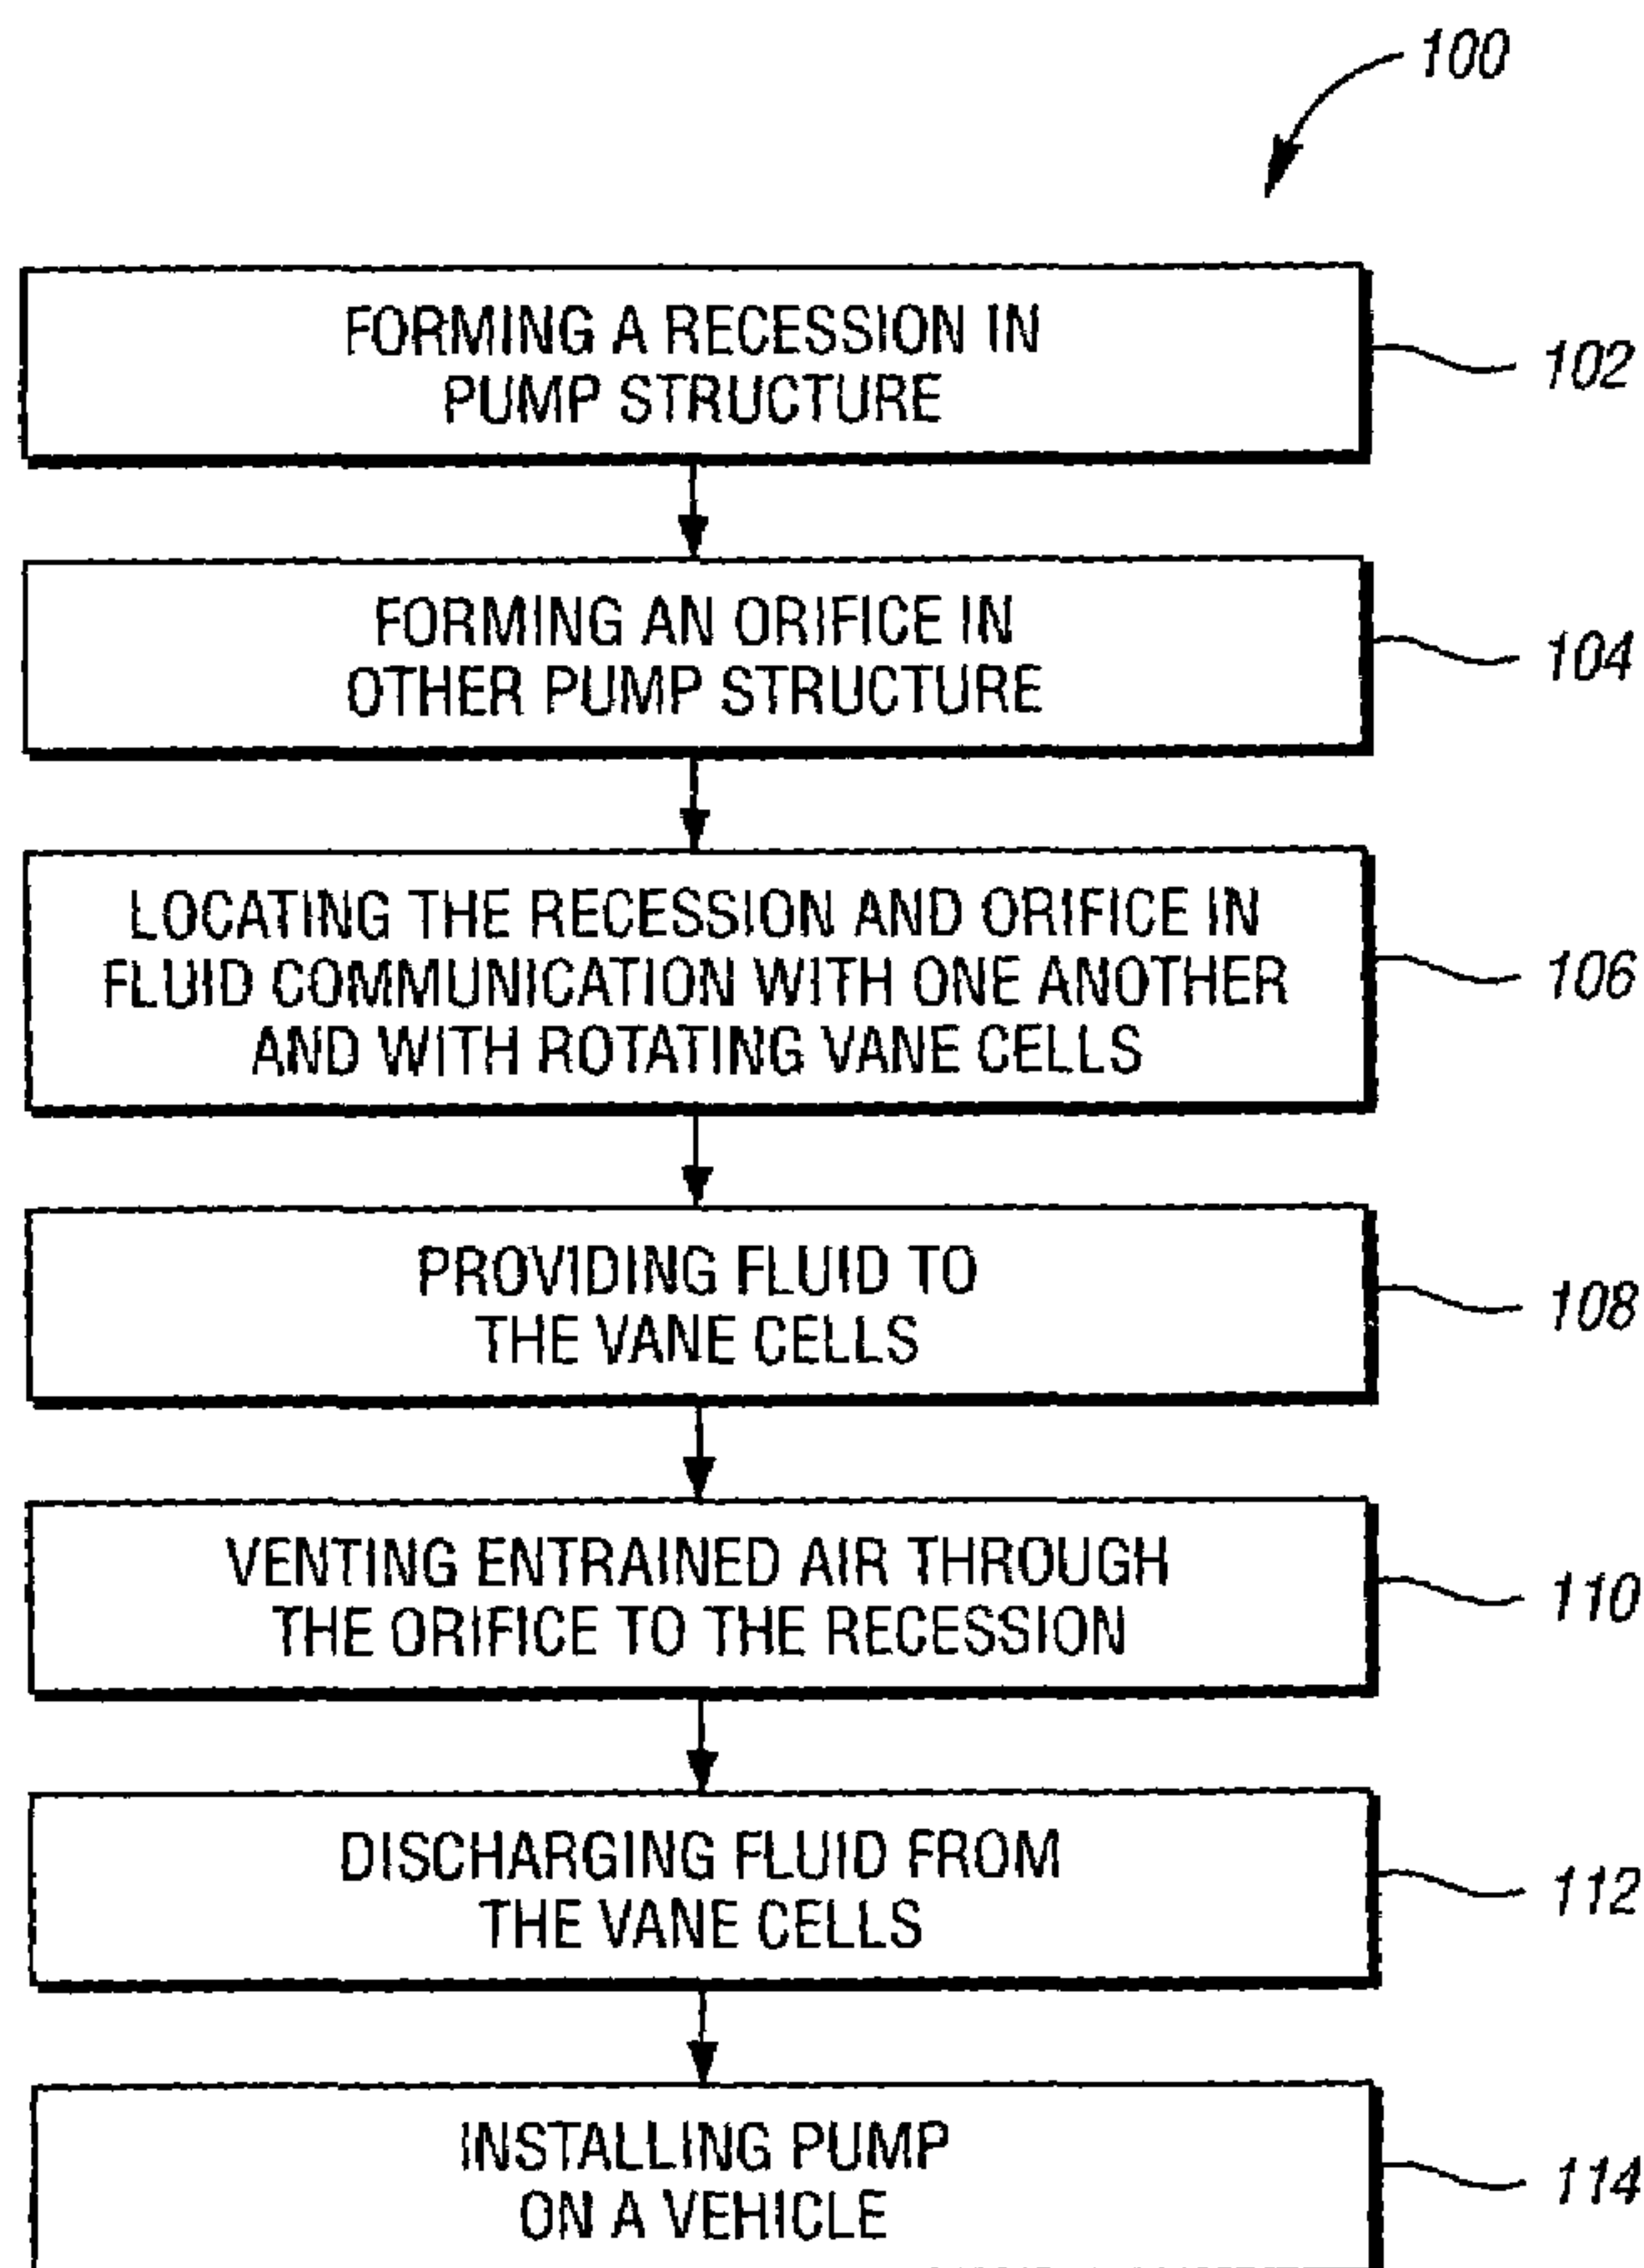 100
FORMING A RECESSION IN
PUMP STRUCTURE
102
FORMING AN ORIFICE IN
OTHER PUMP STRUCTURE
104
LOCATING THE RECESSION AND ORIFICE IN
FLUID COMMUNICATION WITH ONE ANOTHER
AND WITH ROTATING VANE CELLS
106
PROVIDING FLUID TO
THE VANE CELLS
108
VENTING ENTRAINED AIR THROUGH
THE ORIFICE TO THE RECESSION
110
DISCHARGING FLUID FROM
THE VANE CELLS
112
INSTALLING PUMP
ON A VEHICLE
114